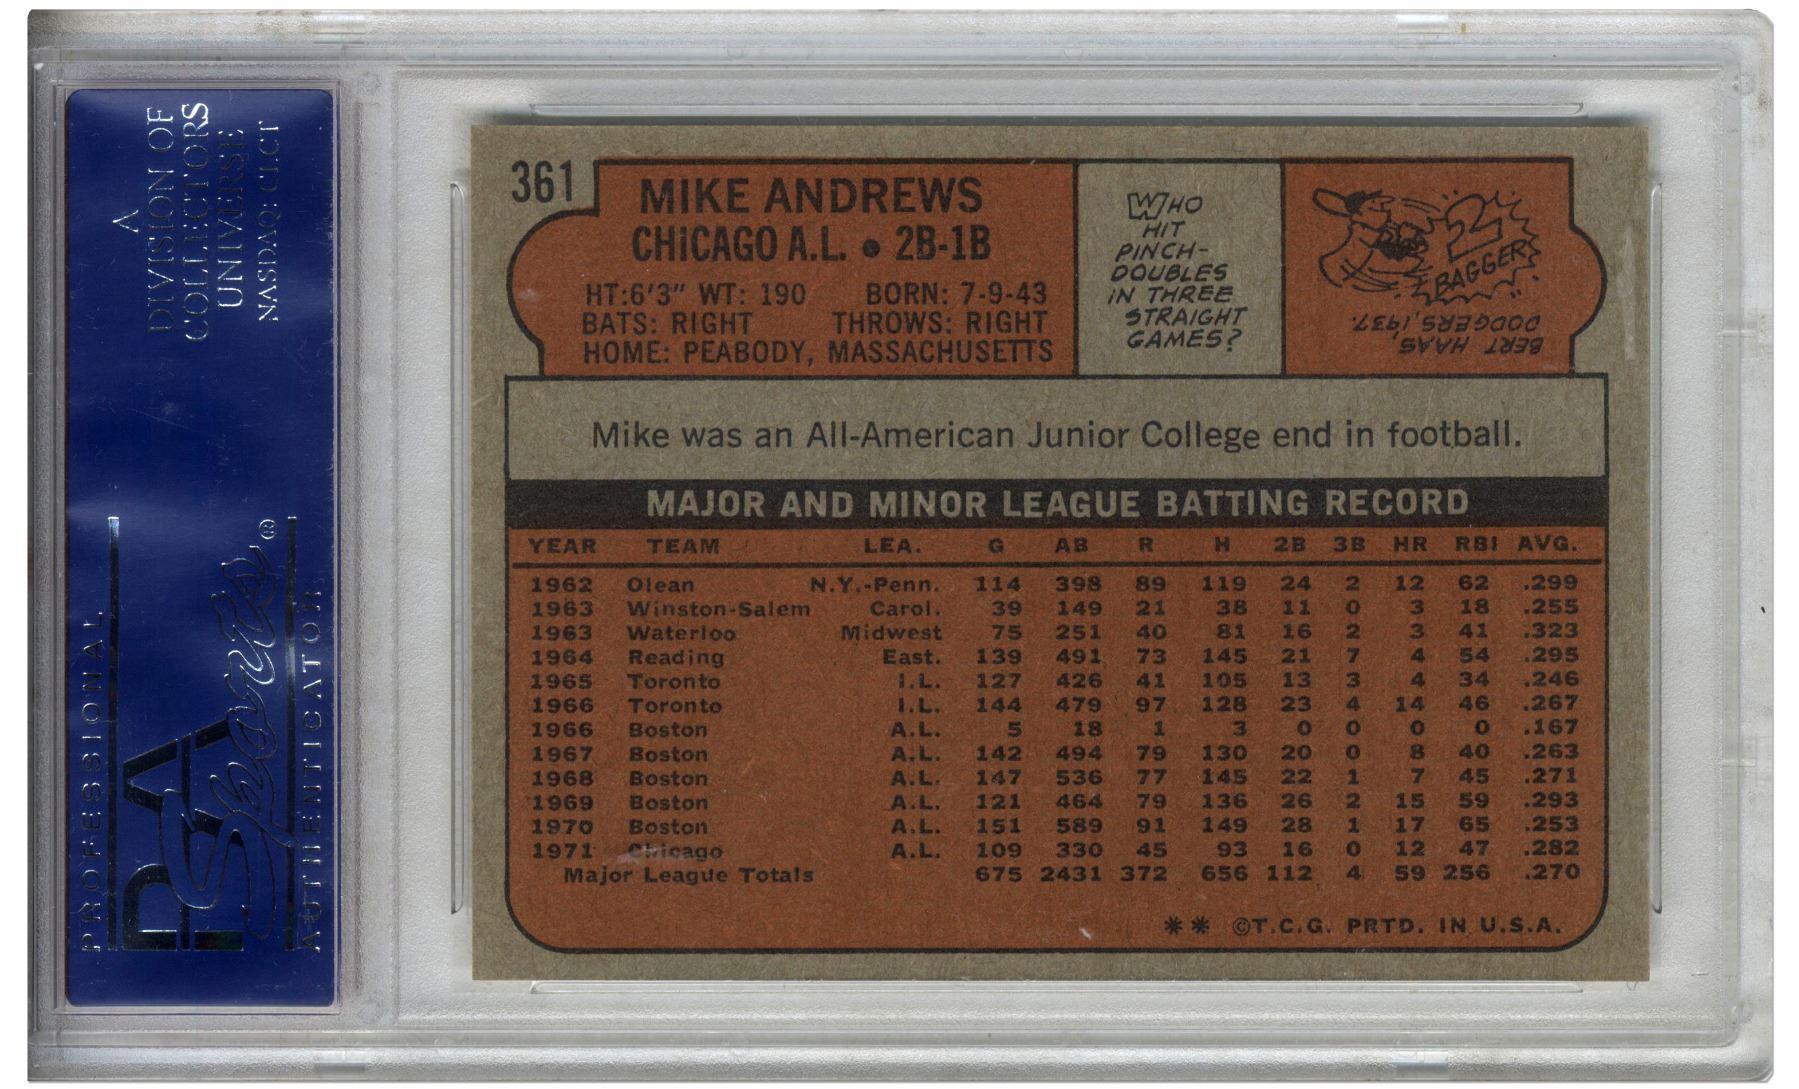 A
DIVISION OF
COLLECTORS
UNIVERSE
NASDAQ: CLCT
PROFESSIONAL
PSA
Sports®
AUTHENTICATOR
361
MIKE ANDREWS
CHICAGO A.L. • 2B-1B
HT:6'3" WT: 190 BORN: 7-9-43
BATS: RIGHT THROWS: RIGHT
HOME: PEABODY, MASSACHUSETTS
WHO
HIT
PINCH-
DOUBLES
IN THREE
STRAIGHT
GAMES?
2
BAGGER
BERT HAAS
DODGERS, 1937.
Mike was an All-American Junior College end in football.
MAJOR AND MINOR LEAGUE BATTING RECORD
YEAR TEAM LEA. G AB R H 2B 3B HR RBI AVG.
1962 Olean N.Y.-Penn. 114 398 89 119 24 2 12 62 .299
1963 Winston-Salem Carol. 39 149 21 38 11 0 3 18 .255
1963 Waterloo Midwest 75 251 40 81 16 2 3 41 .323
1964 Reading East. 139 491 73 145 21 7 4 54 .295
1965 Toronto I.L. 127 426 41 105 13 3 4 34 .246
1966 Toronto I.L. 144 479 97 128 23 4 14 46 .267
1966 Boston A.L. 5 18 1 3 0 0 0 0 .167
1967 Boston A.L. 142 494 79 130 20 0 8 40 .263
1968 Boston A.L. 147 536 77 145 22 1 7 45 .271
1969 Boston A.L. 121 464 79 136 26 2 15 59 .293
1970 Boston A.L. 151 589 91 149 28 1 17 65 .253
1971 Chicago A.L. 109 330 45 93 16 0 12 47 .282
Major League Totals 675 2431 372 656 112 4 59 256 .270
** ©T.C.G. PRTD. IN U.S.A.